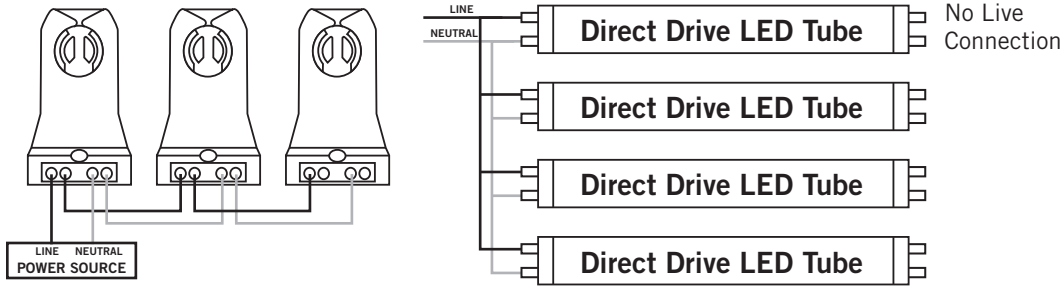 LINE NEUTRAL
POWER SOURCE
LINE
NEUTRAL
Direct Drive LED Tube
No Live
Connection
Direct Drive LED Tube
Direct Drive LED Tube
Direct Drive LED Tube